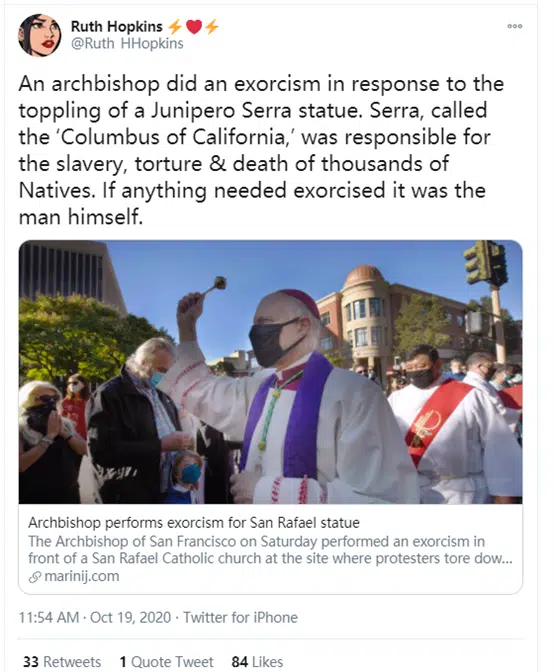 Ruth Hopkins ⚡❤️⚡
@Ruth HHopkins
An archbishop did an exorcism in response to the
toppling of a Junipero Serra statue. Serra, called
the ‘Columbus of California,’ was responsible for
the slavery, torture & death of thousands of
Natives. If anything needed exorcised it was the
man himself.
Archbishop performs exorcism for San Rafael statue
The Archbishop of San Francisco on Saturday performed an exorcism in
front of a San Rafael Catholic church at the site where protesters tore dow...
marinij.com
11:54 AM · Oct 19, 2020 · Twitter for iPhone
33 Retweets 1 Quote Tweet 84 Likes